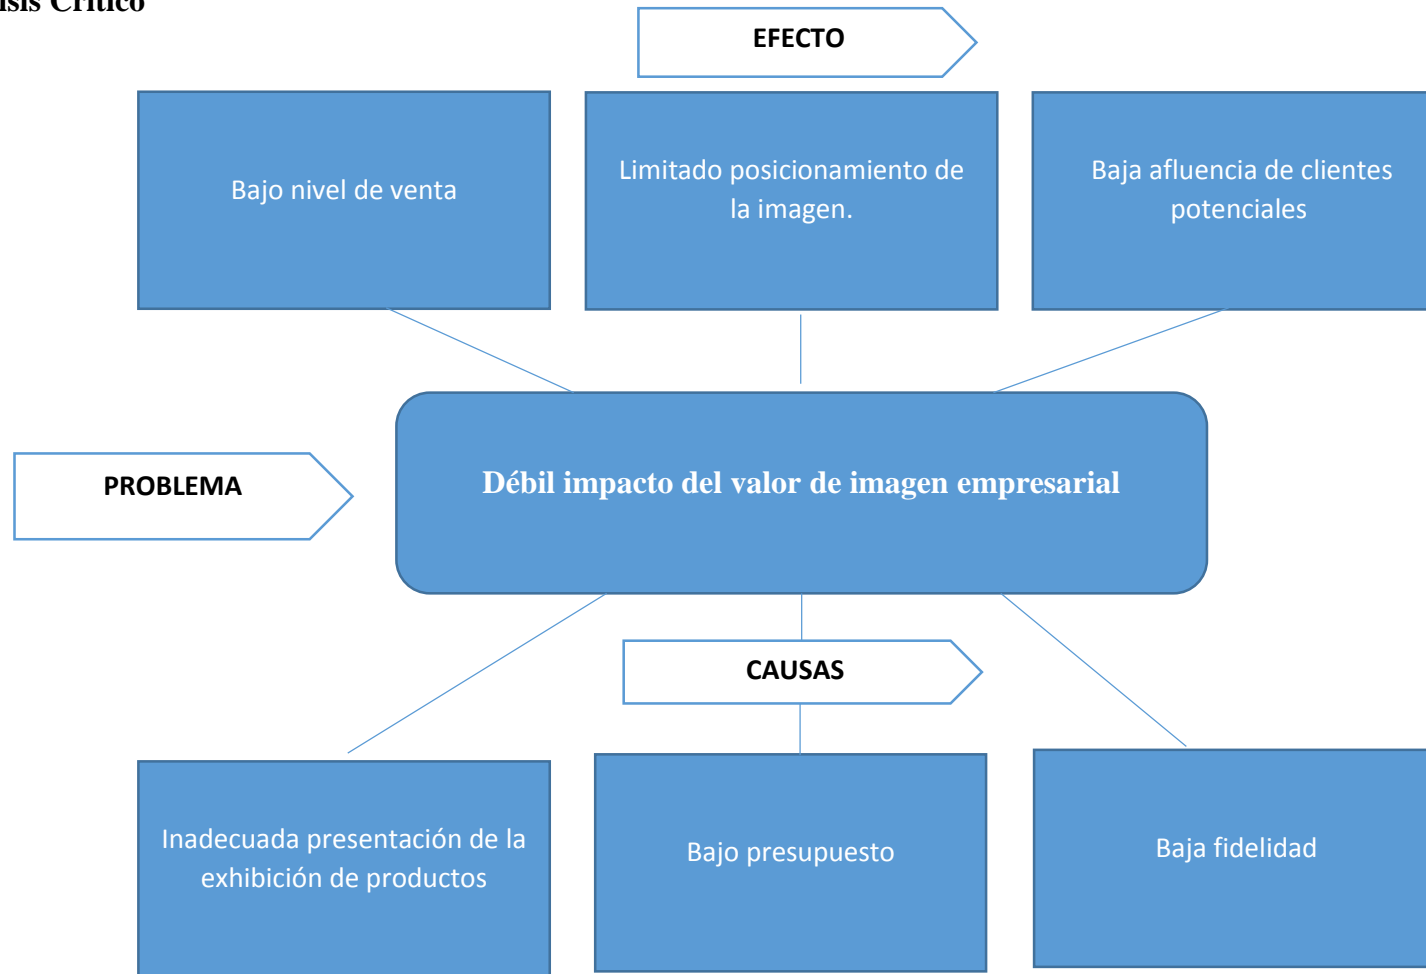 Crítico
EFECTO
Bajo nivel de venta
Limitado posicionamiento de
la imagen.
Baja afluencia de clientes
potenciales
PROBLEMA
Débil impacto del valor de imagen empresarial
CAUSAS
Inadecuada presentación de la
exhibición de productos
Bajo presupuesto
Baja fidelidad